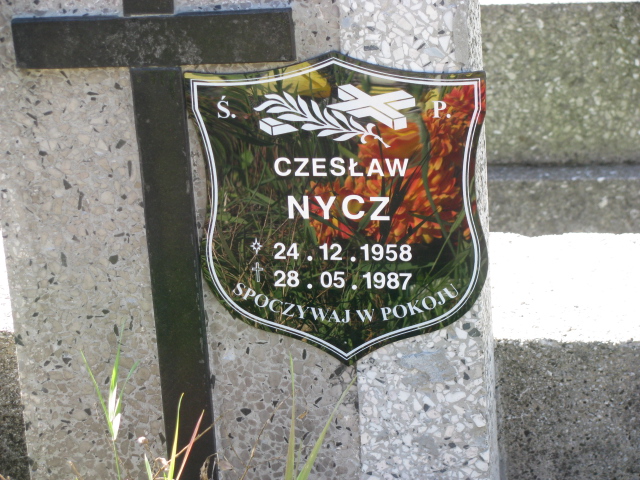 Ś. P.
CZESŁAW
NYCZ
24.12.1958
28.05.1987
SPOCZYWAJ W POKOJU